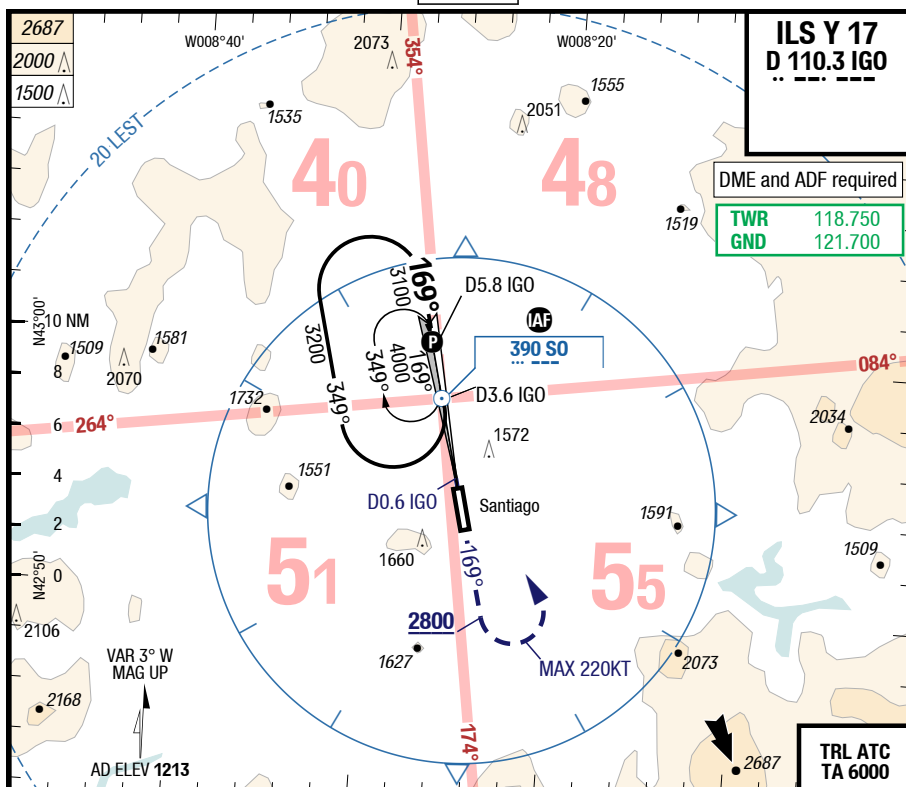 2687
2000
1500
W008°40'
2073
354°
W008°20'
ILS Y 17
D 110.3 IGO
1535
2051
1555
20 LEST
40
48
DME and ADF required
TWR 118.750
GND 121.700
1519
169°
3100
D5.8 IGO
N43°00'
10 NM
IAF
390 SO
P
1509
1581
3200
4000
169°
349°
349°
2070
8
084°
D3.6 IGO
1732
264°
6
2034
1572
1551
4
D0.6 IGO
Santiago
1591
2
1660
169°
51
55
1509
0
N42°50'
2800
2106
1627
MAX 220KT
2073
VAR 3° W
MAG UP
2168
174°
2687
AD ELEV 1213
TRL ATC
TA 6000